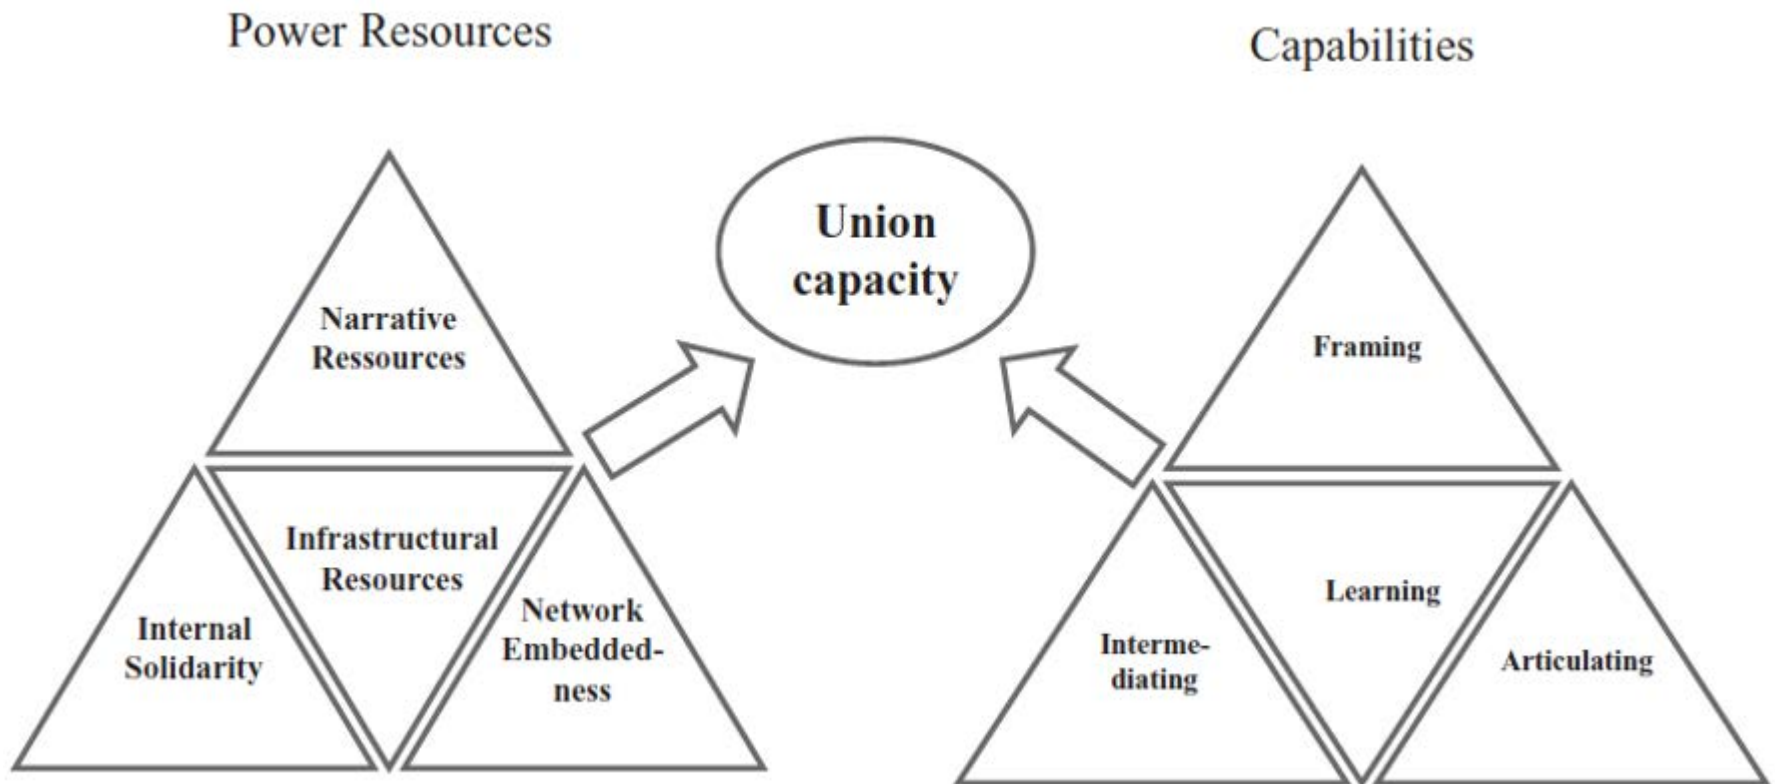 Power Resources
Capabilities
Union
capacity
Narrative
Ressources
Infrastructural
Resources
Internal
Solidarity
Network
Embedded-
ness
Framing
Learning
Interme-
diating
Articulating